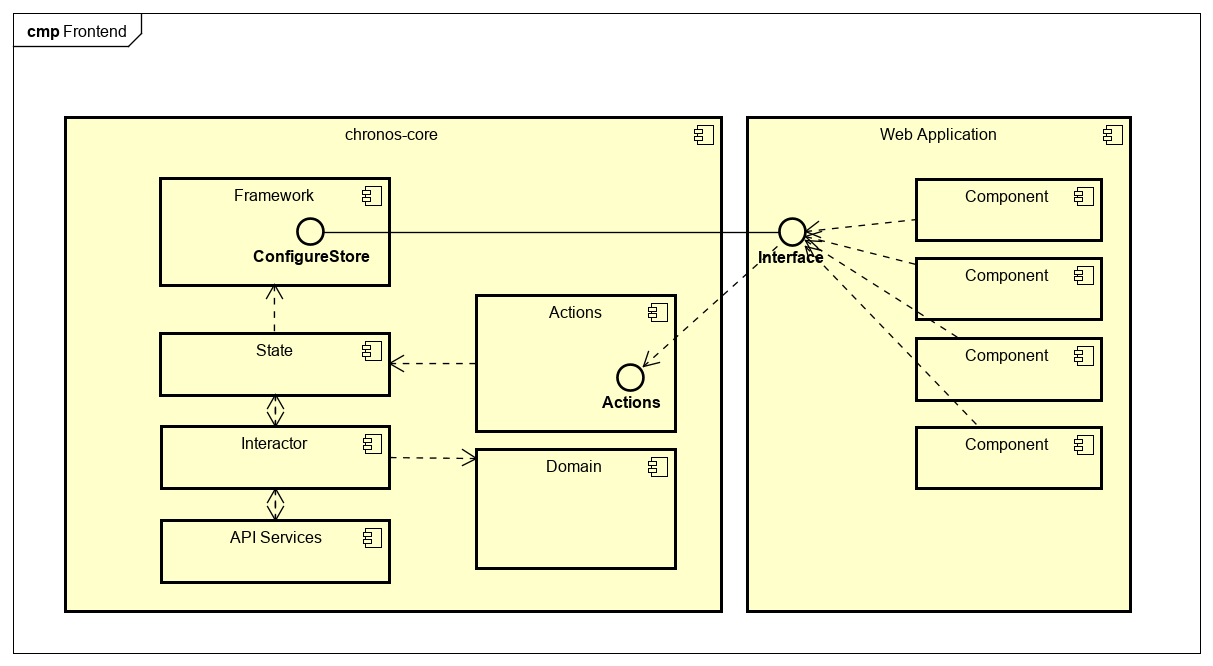 cmp Frontend
chronos-core
Framework
ConfigureStore
State
Interactor
API Services
Actions
Actions
Domain
Web Application
Interface
Component
Component
Component
Component